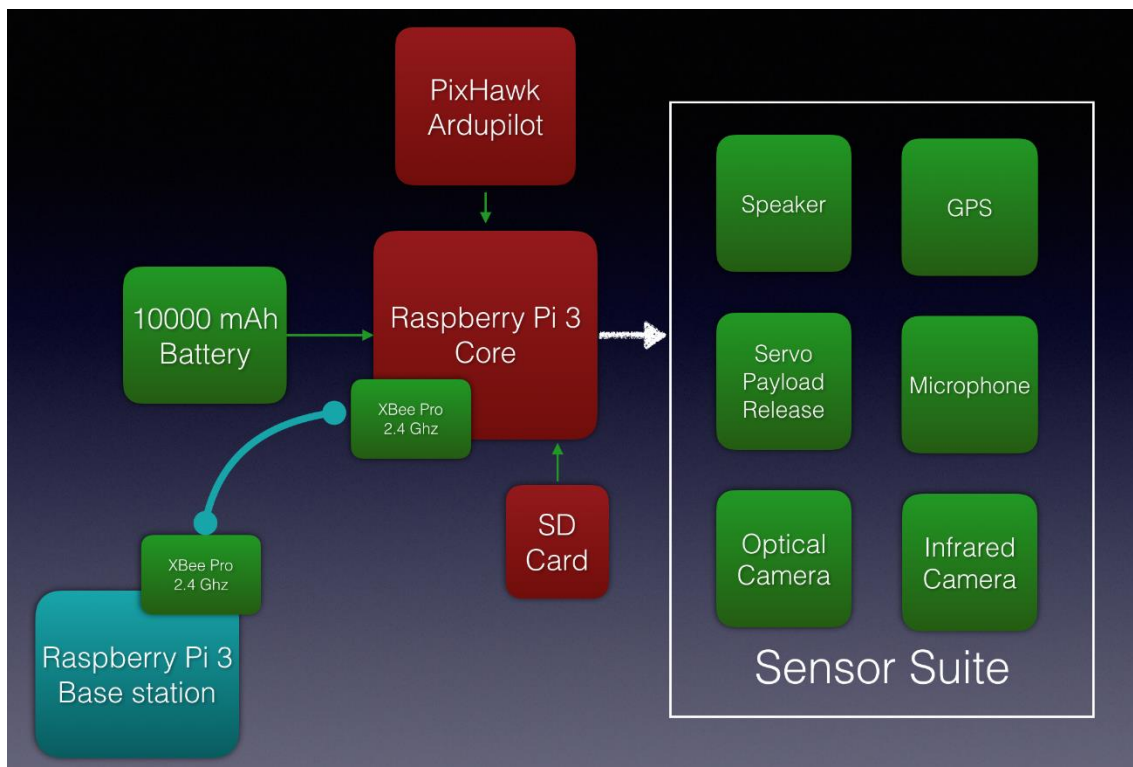 PixHawk
Ardupilot
Speaker
GPS
10000 mAh
Battery
Raspberry Pi 3
Core
Servo
Payload
Release
Microphone
XBee Pro
2.4 Ghz
SD
Card
Optical
Camera
Infrared
Camera
XBee Pro
2.4 Ghz
Raspberry Pi 3
Base station
Sensor Suite